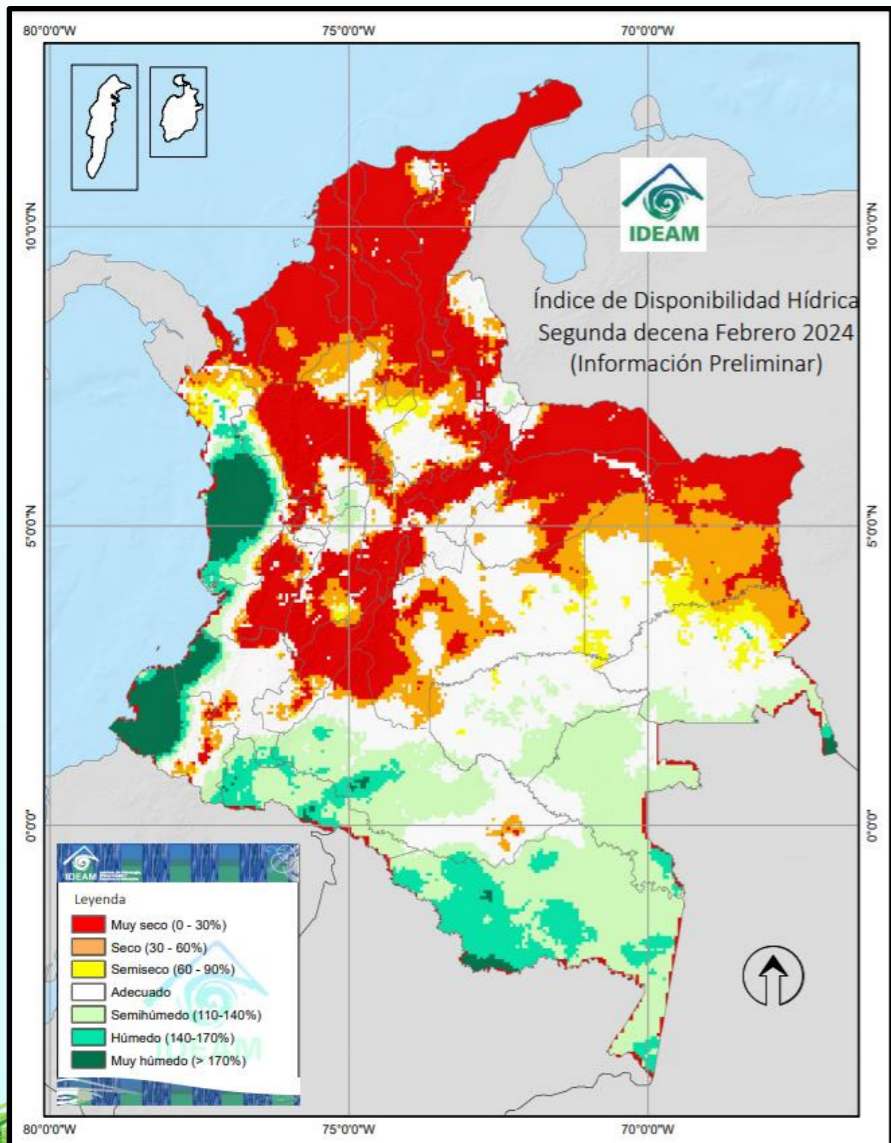 80°0'0"W
75°0'0"W
70°0'0"W
10°0'0"N
10°0'0"N
IDEAM
Índice de Disponibilidad Hídrica
Segunda decena Febrero 2024
(Información Preliminar)
5°0'0"N
5°0'0"N
0°0'0"
0°0'0"
IDEAM
Leyenda
Muy seco (0 - 30%)
Seco (30 - 60%)
Semiseco (60 - 90%)
Adecuado
Semihúmedo (110-140%)
Húmedo (140-170%)
Muy húmedo (> 170%)
IDEAM
80°0'0"W
75°0'0"W
70°0'0"W